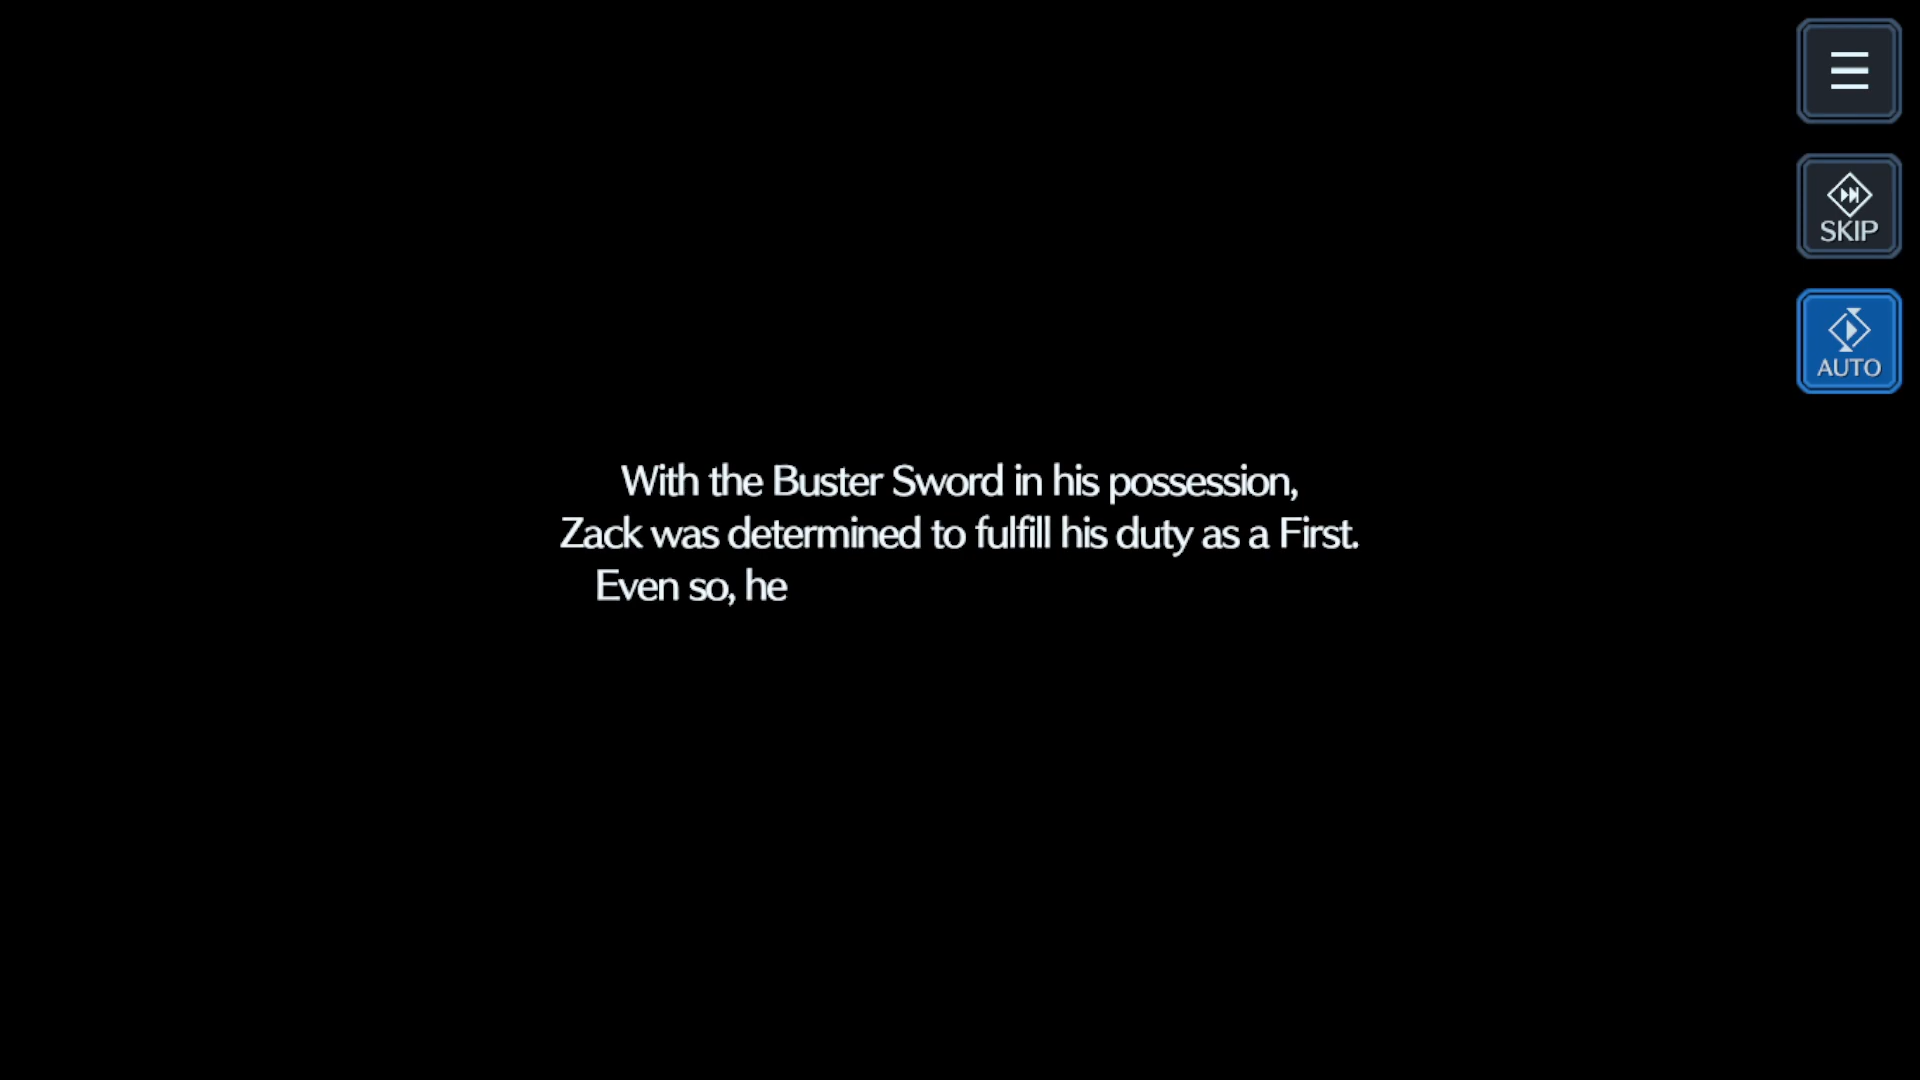 With the Buster Sword in his possession,
Zack was determined to fulfill his duty as a First.
Even so, he
SKIP
AUTO